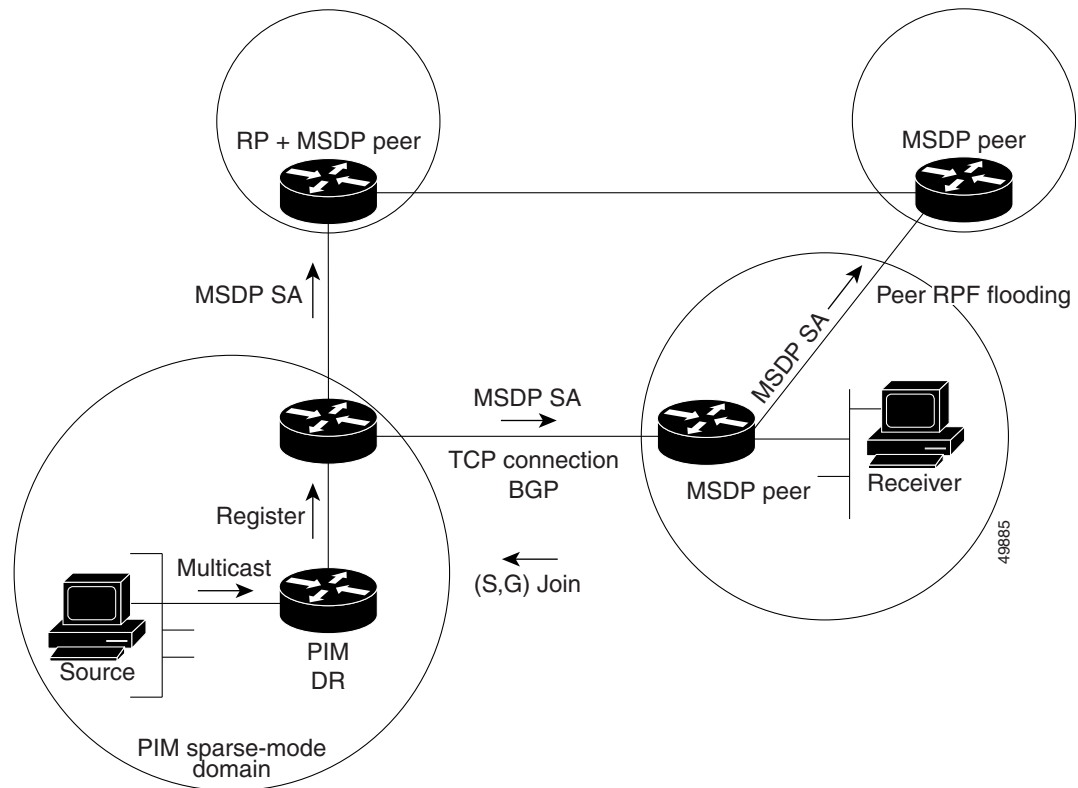 RP + MSDP peer
MSDP peer
MSDP SA
Peer RPF flooding
MSDP SA
MSDP SA
TCP connection
BGP
MSDP peer
Receiver
Register
49885
Multicast
(S,G) Join
Source
PIM
DR
PIM sparse-mode
domain